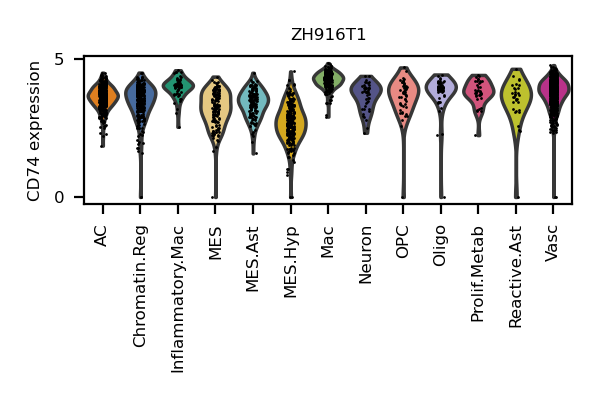 ZH916T1
CD74 expression
5
0
AC
Chromatin.Reg
Inflammatory.Mac
MES
MES.Ast
MES.Hyp
Mac
Neuron
OPC
Oligo
Prolif.Metab
Reactive.Ast
Vasc